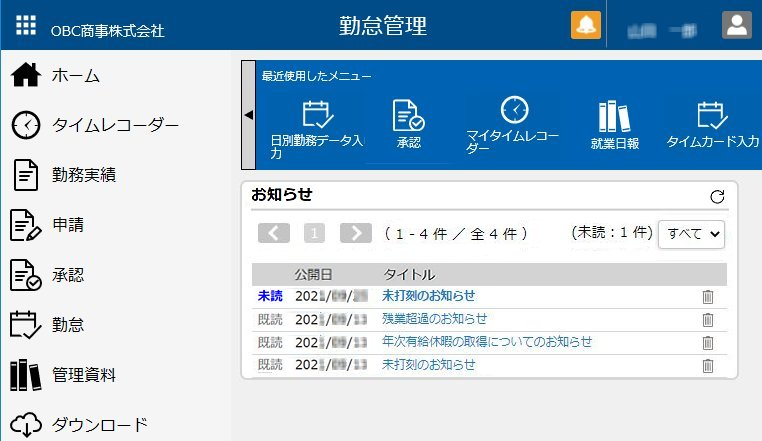 OBC商事株式会社
勤怠管理
ホーム
タイムレコーダー
勤務実績
申請
承認
勤怠
管理資料
ダウンロード
最近使用したメニュー
日別勤務データ入
力
承認
マイタイムレコー
ダー
就業日報
タイムカード入力
お知らせ
1
( 1 - 4 件 ／ 全 4 件 )
(未読：1 件)
すべて
公開日 タイトル
未読 2021/ 未打刻のお知らせ
既読 2021/ 残業超過のお知らせ
既読 2021/ 年次有給休暇の取得についてのお知らせ
既読 2021/ 未打刻のお知らせ